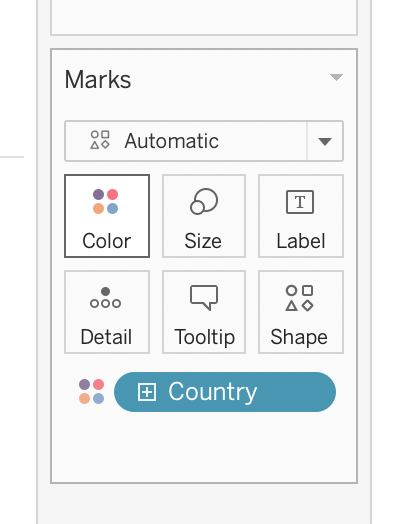 Marks
Automatic
Color Size Label
Detail Tooltip Shape
Country